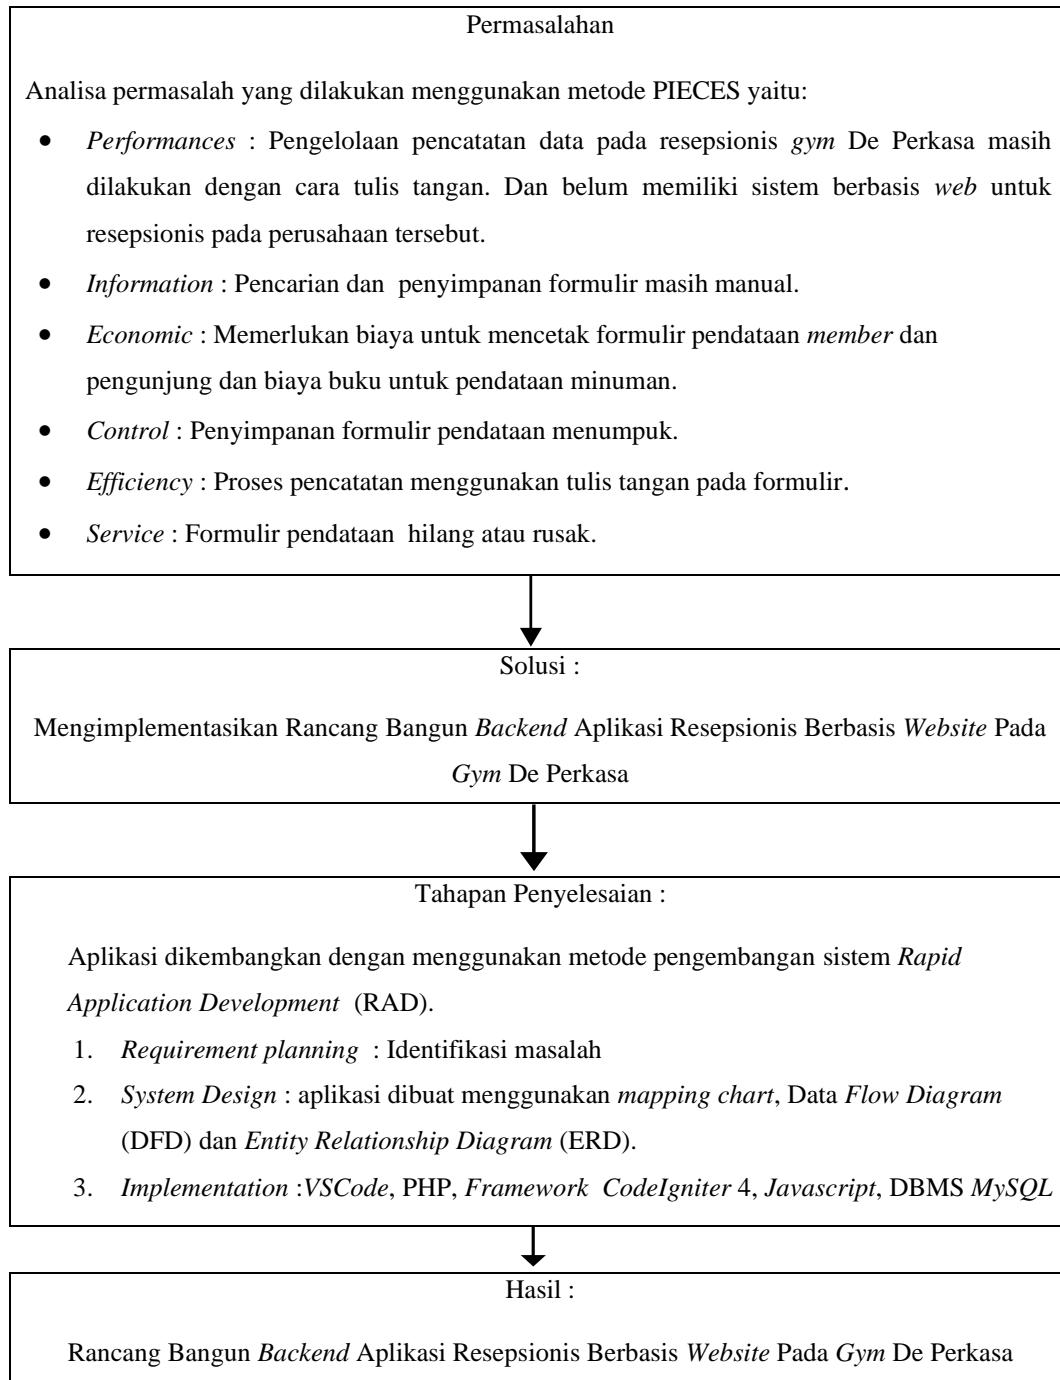 Permasalahan
Analisa permasalah yang dilakukan menggunakan metode PIECES yaitu:
• Performances : Pengelolaan pencatatan data pada resepsionis gym De Perkasa masih
dilakukan dengan cara tulis tangan. Dan belum memiliki sistem berbasis web untuk
resepsionis pada perusahaan tersebut.
• Information : Pencarian dan penyimpanan formulir masih manual.
• Economic : Memerlukan biaya untuk mencetak formulir pendataan member dan
pengunjung dan biaya buku untuk pendataan minuman.
• Control : Penyimpanan formulir pendataan menumpuk.
• Efficiency : Proses pencatatan menggunakan tulis tangan pada formulir.
• Service : Formulir pendataan hilang atau rusak.
Solusi :
Mengimplementasikan Rancang Bangun Backend Aplikasi Resepsionis Berbasis Website Pada
Gym De Perkasa
Tahapan Penyelesaian :
Aplikasi dikembangkan dengan menggunakan metode pengembangan sistem Rapid
Application Development (RAD).
1. Requirement planning : Identifikasi masalah
2. System Design : aplikasi dibuat menggunakan mapping chart, Data Flow Diagram
(DFD) dan Entity Relationship Diagram (ERD).
3. Implementation :VSCode, PHP, Framework CodeIgniter 4, Javascript, DBMS MySQL
Hasil :
Rancang Bangun Backend Aplikasi Resepsionis Berbasis Website Pada Gym De Perkasa